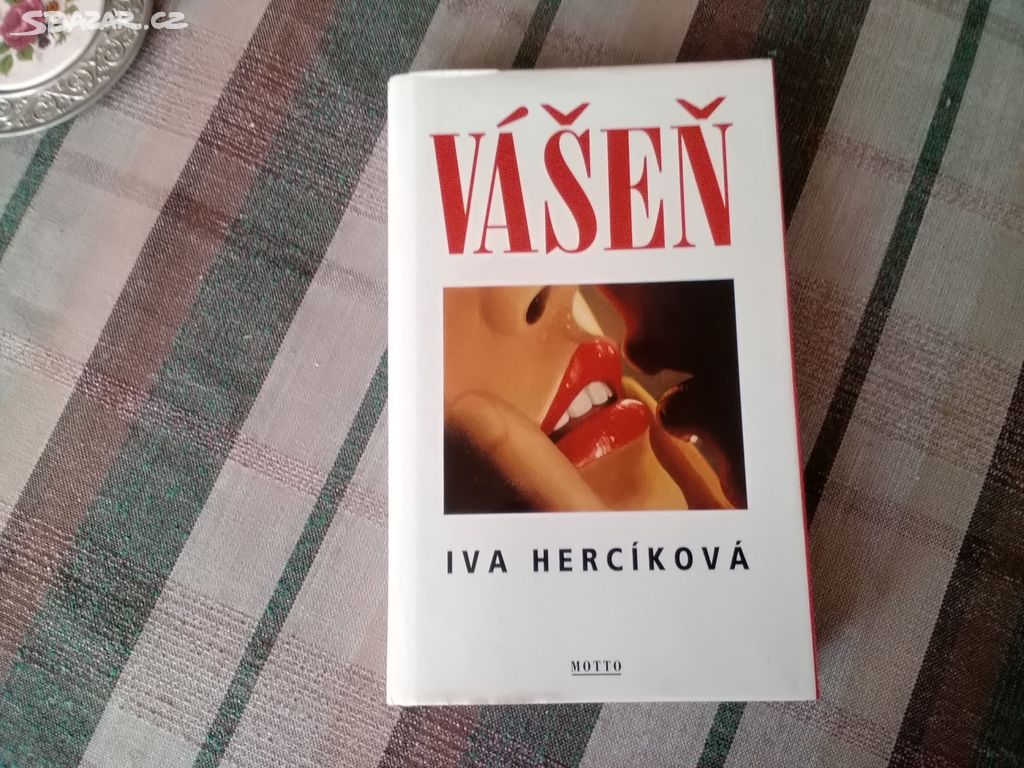 SBAZAR.CZ
VÁŠEŇ
IVA HERCÍKOVÁ
MOTTO